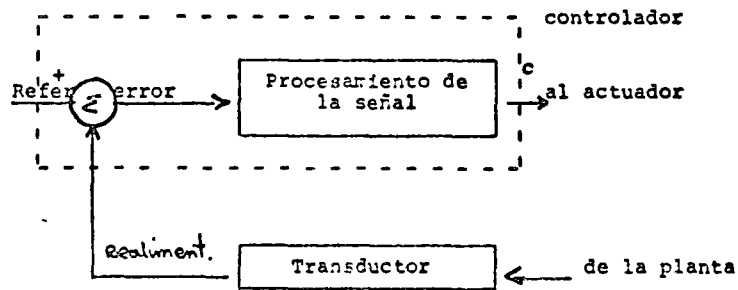 controlador
+
Refer
Σ
-
error
Procesamiento de
la señal
c
al actuador
Realiment.
Transductor
de la planta